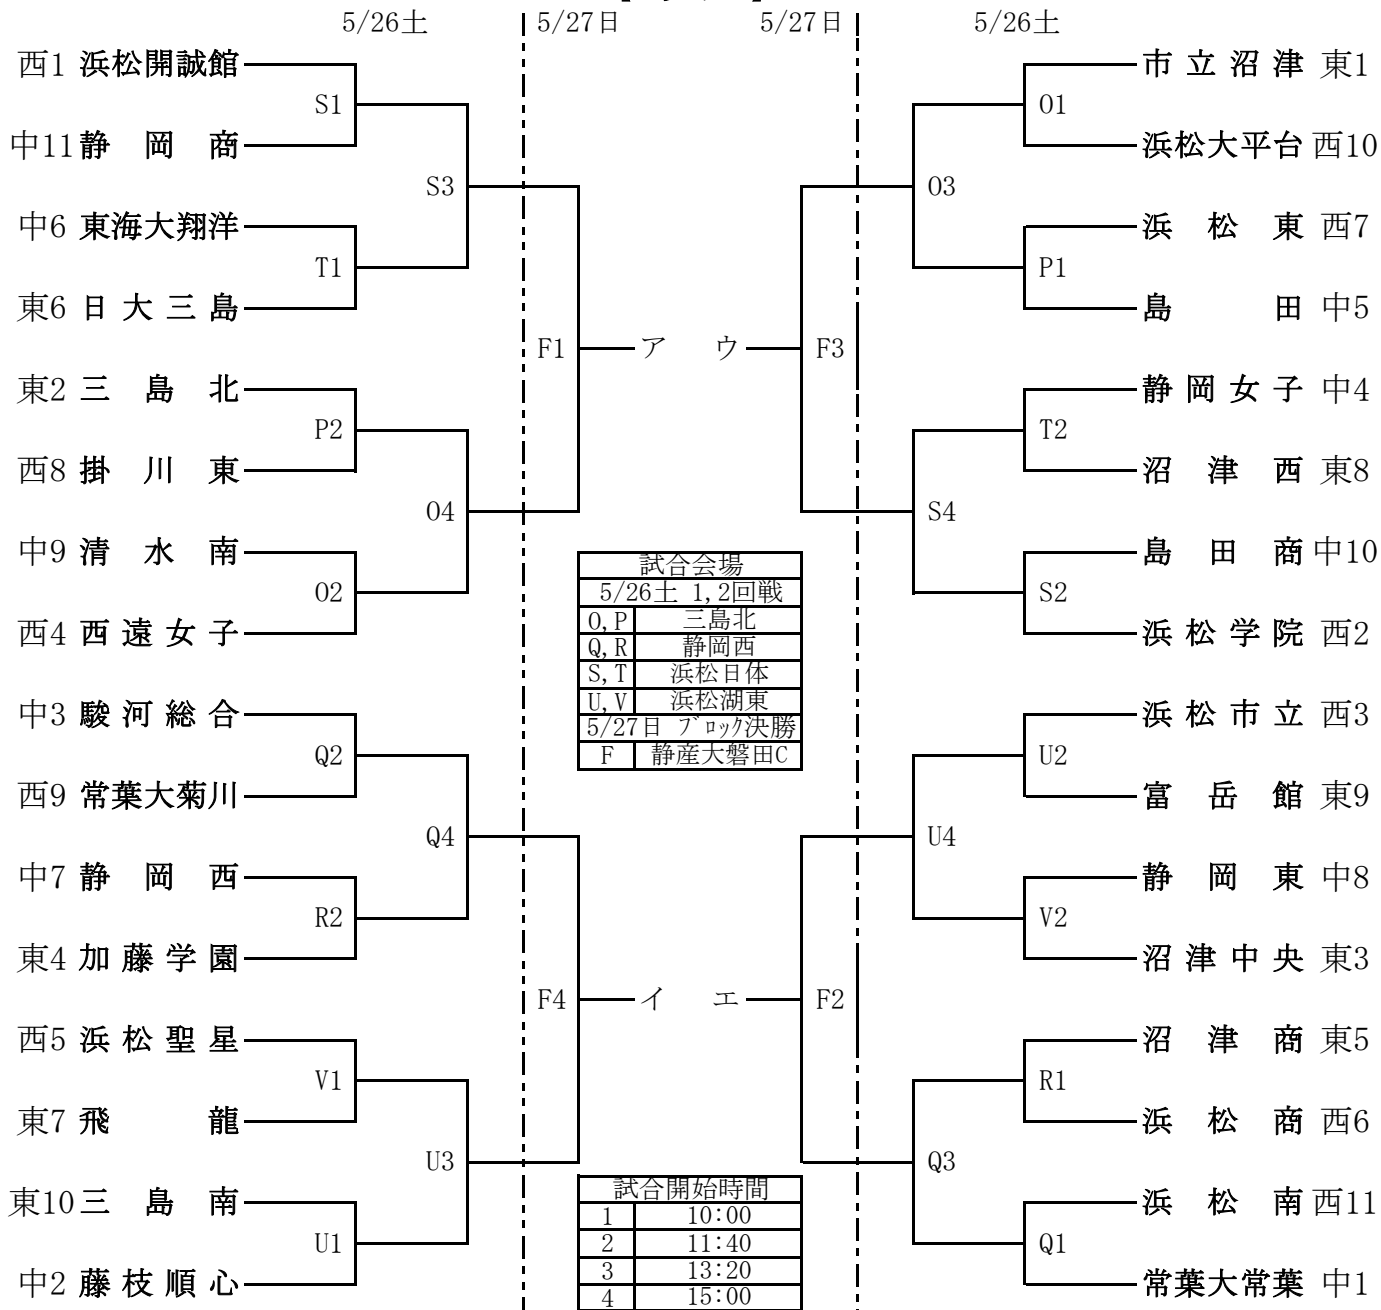 5/26土 5/27日 5/27日 5/26土
西1 浜松開誠館 市立沼津 東1
S1 O1
中11 静岡商 浜松大平台 西10
S3 O3
中6 東海大翔洋 浜松東 西7
T1 P1
東6 日大三島 島田 中5
F1 ア ウ F3
東2 三島北 静岡女子 中4
P2 T2
西8 掛川東 沼津西 東8
O4 S4
中9 清水南 島田商 中10
試合会場
5/26土 1,2回戦
O2 S2
O,P 三島北
西4 西遠女子 浜松学院 西2
Q,R 静岡西
S,T 浜松日体
U,V 浜松湖東
中3 駿河総合 浜松市立 西3
5/27日 ブロック決勝
F 静産大磐田C
Q2 U2
西9 常葉大菊川 富岳館 東9
Q4 U4
中7 静岡西 静岡東 中8
R2 V2
東4 加藤学園 沼津中央 東3
F4 イ エ F2
西5 浜松聖星 沼津商 東5
V1 R1
東7 飛龍 浜松商 西6
U3 Q3
試合開始時間
東10 三島南 浜松南 西11
1 10:00
2 11:40
U1 Q1
3 13:20
中2 藤枝順心 常葉大常葉 中1
4 15:00